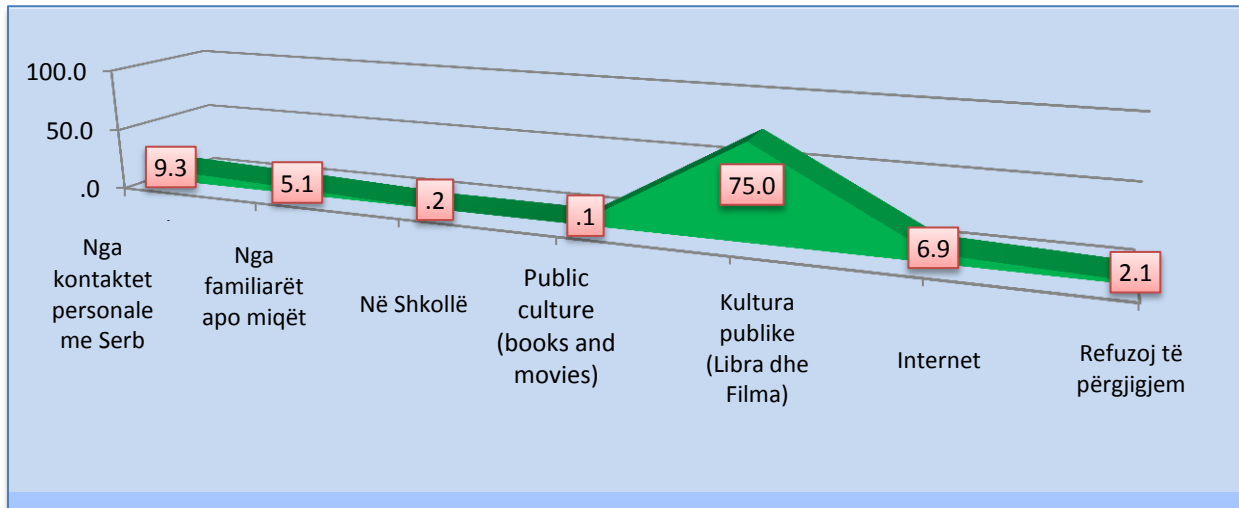 100.0
50.0
.0
9.3
5.1
.2
.1
75.0
6.9
2.1
Nga
kontaktet
personale
me Serb
Nga
familiarët
apo miqët
Në Shkollë
Public
culture
(books and
movies)
Kultura
publike
(Libra dhe
Filma)
Internet
Refuzoj të
përgjigjem